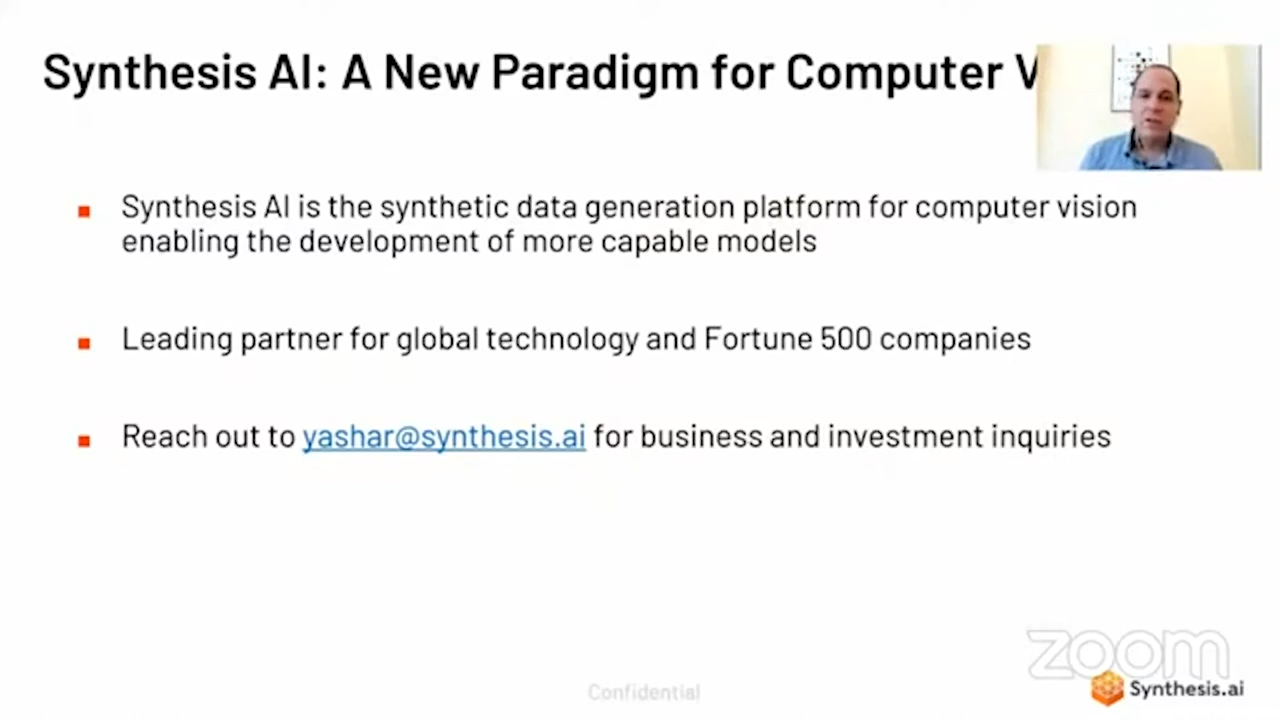 Synthesis AI: A New Paradigm for Computer V
Synthesis AI is the synthetic data generation platform for computer vision
enabling the development of more capable models
Leading partner for global technology and Fortune 500 companies
Reach out to yashar@synthesis.ai for business and investment inquiries
zoom
Confidential
Synthesis.ai